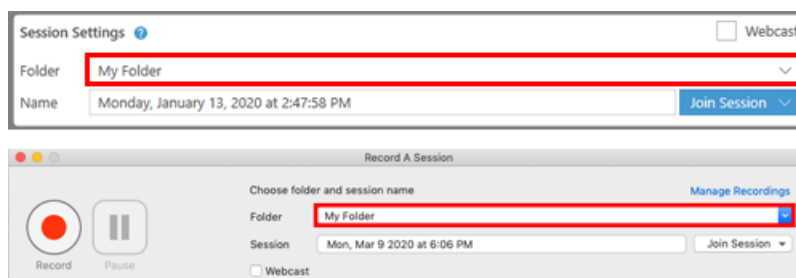 Session Settings ? Webcast
Folder My Folder
Name Monday, January 13, 2020 at 2:47:58 PM Join Session
Record A Session
Choose folder and session name Manage Recordings
Folder My Folder
Session Mon, Mar 9 2020 at 6:06 PM Join Session
Record Pause
Webcast